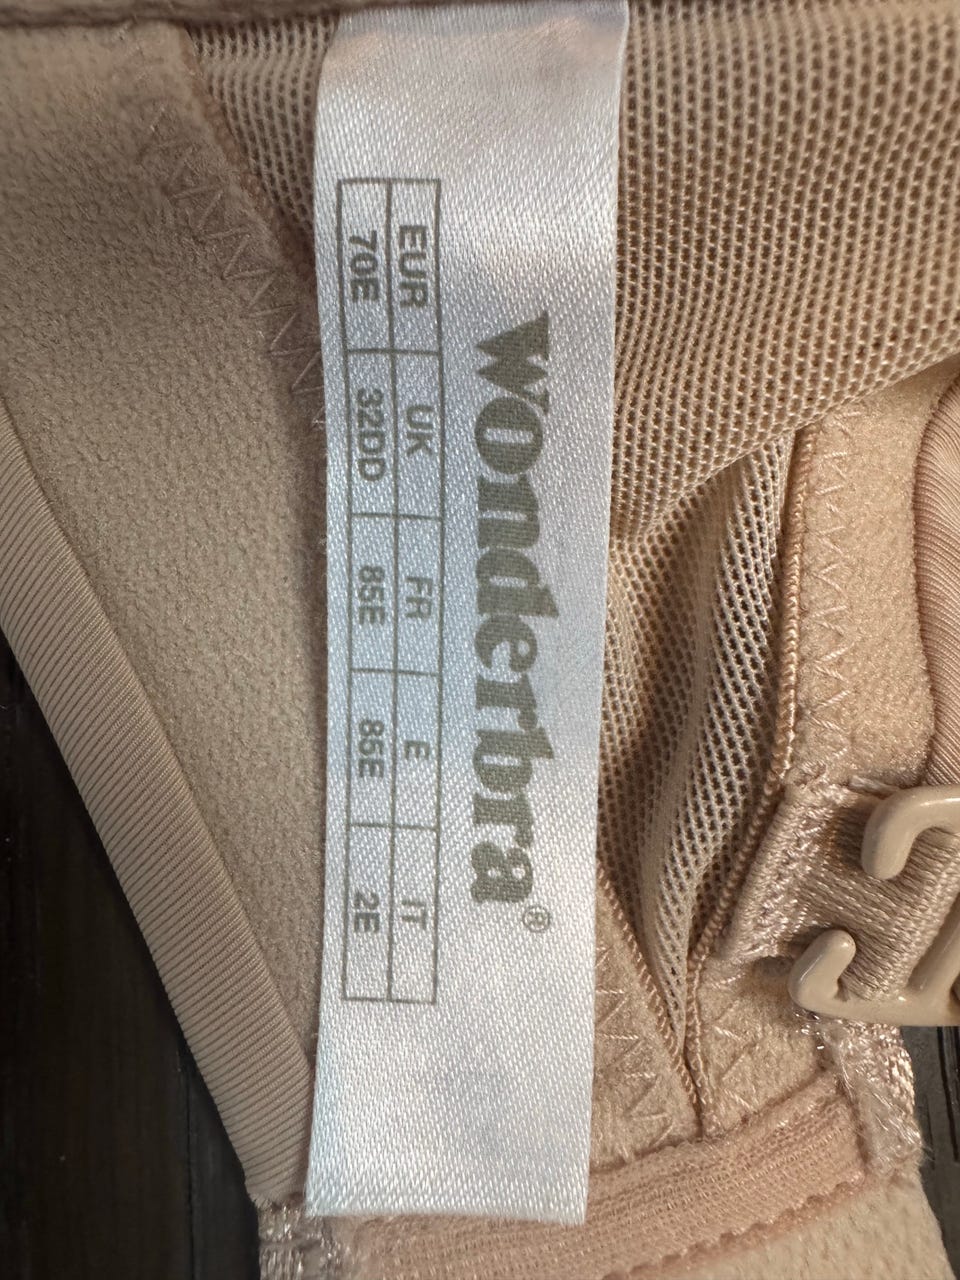 Wonderbra®
EUR UK FR E IT
70E 32DD 85E 85E 2E